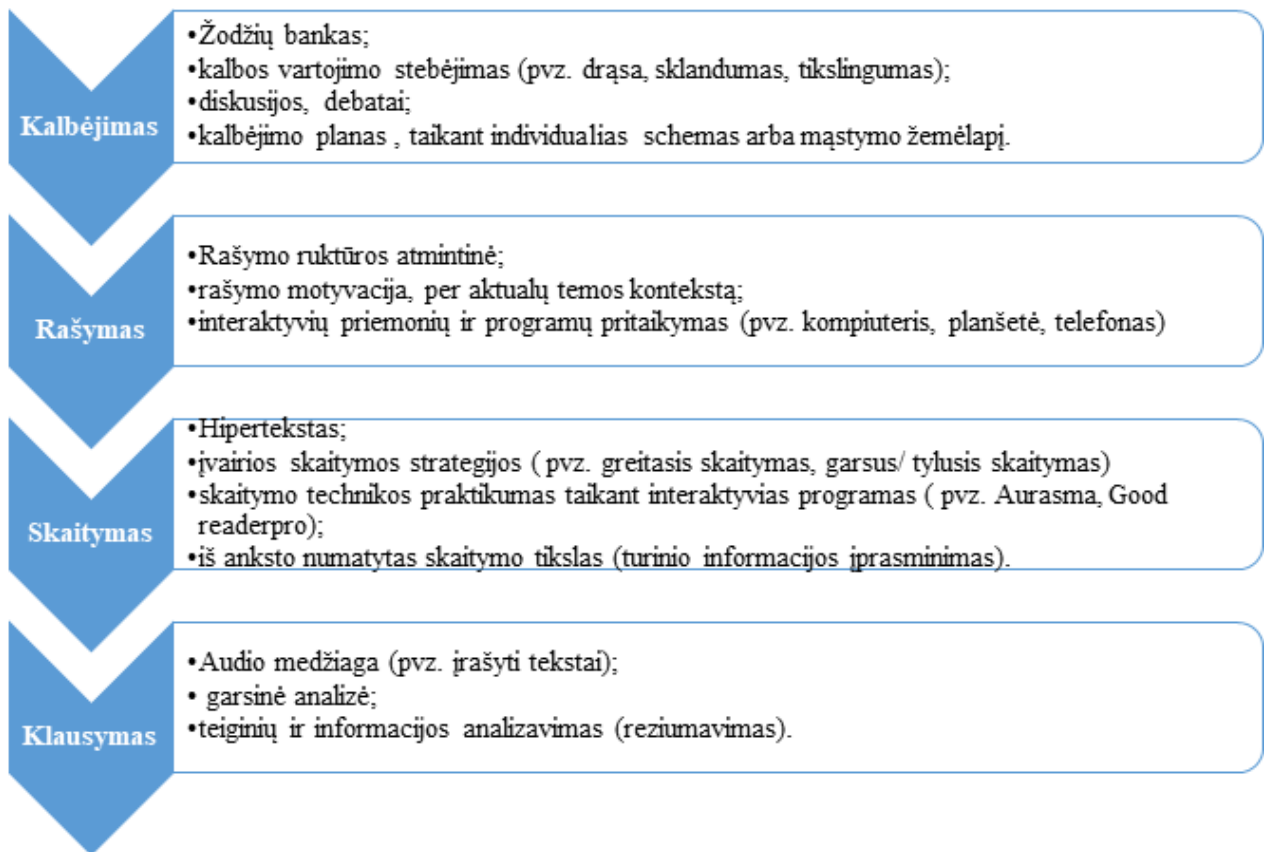 Kalbėjimas
•Žodžių bankas;
•kalbos vartojimo stebėjimas (pvz. drąsa, sklandumas, tikslingumas);
•diskusijos, debatai;
•kalbėjimo planas , taikant individualias schemas arba mąstymo žemėlapį.
Rašymas
•Rašymo ruktūros atmintinė;
•rašymo motyvacija, per aktualų temos kontekstą;
•interaktyvių priemonių ir programų pritaikymas (pvz. kompiuteris, planšetė, telefonas)
Skaitymas
•Hipertekstas;
•įvairios skaitymos strategijos ( pvz. greitasis skaitymas, garsus/ tylusis skaitymas)
•skaitymo technikos praktikumas taikant interaktyvias programas ( pvz. Aurasma, Good
readerpro);
•iš anksto numatytas skaitymo tikslas (turinio informacijos įprasminimas).
Klausymas
•Audio medžiaga (pvz. įrašyti tekstai);
• garsinė analizė;
•teiginių ir informacijos analizavimas (reziumavimas).